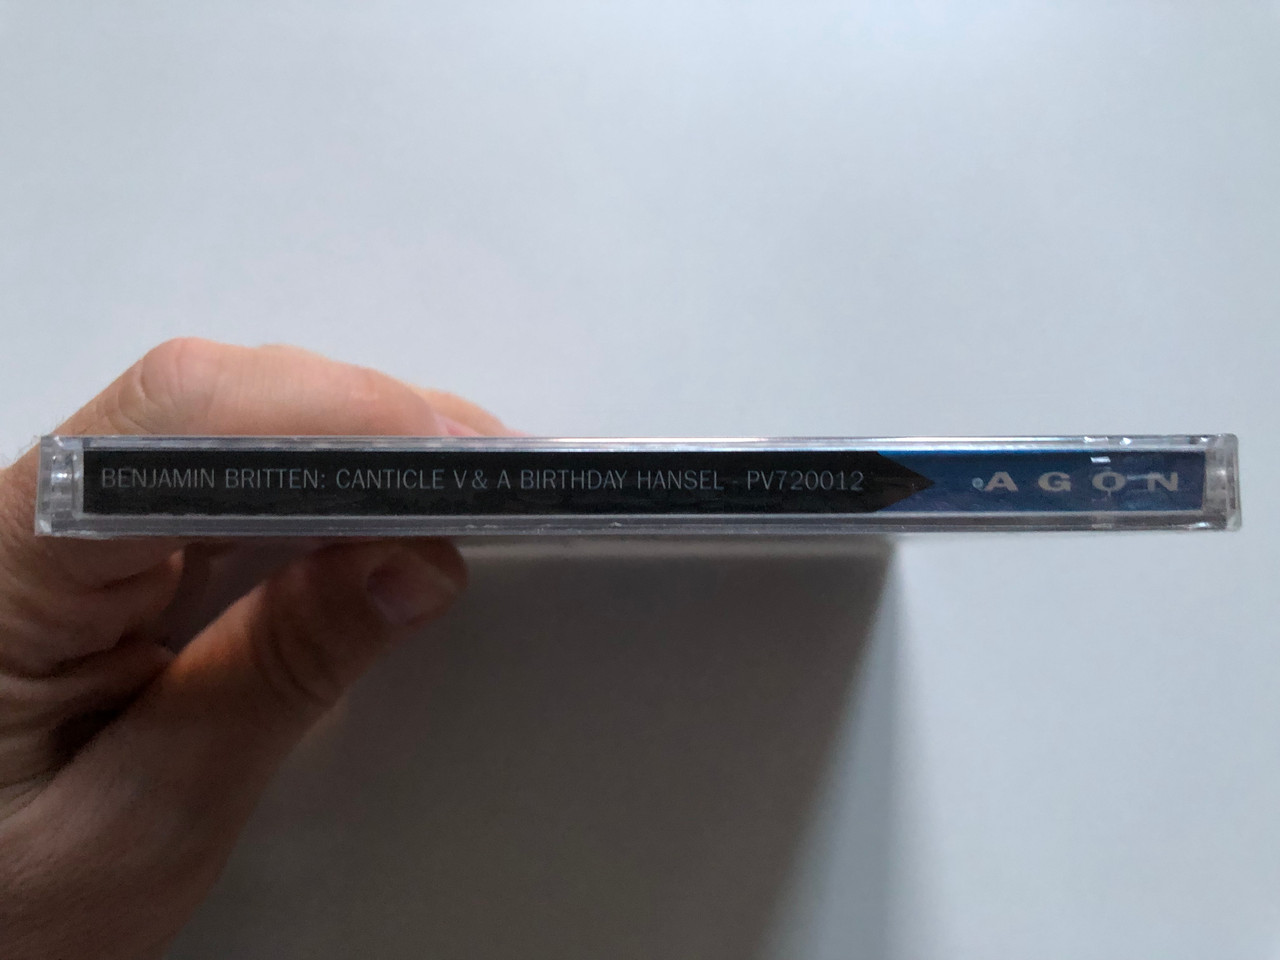 BENJAMIN BRITTEN: CANTICLE V & A BIRTHDAY HANSEL - PV720012 AGON